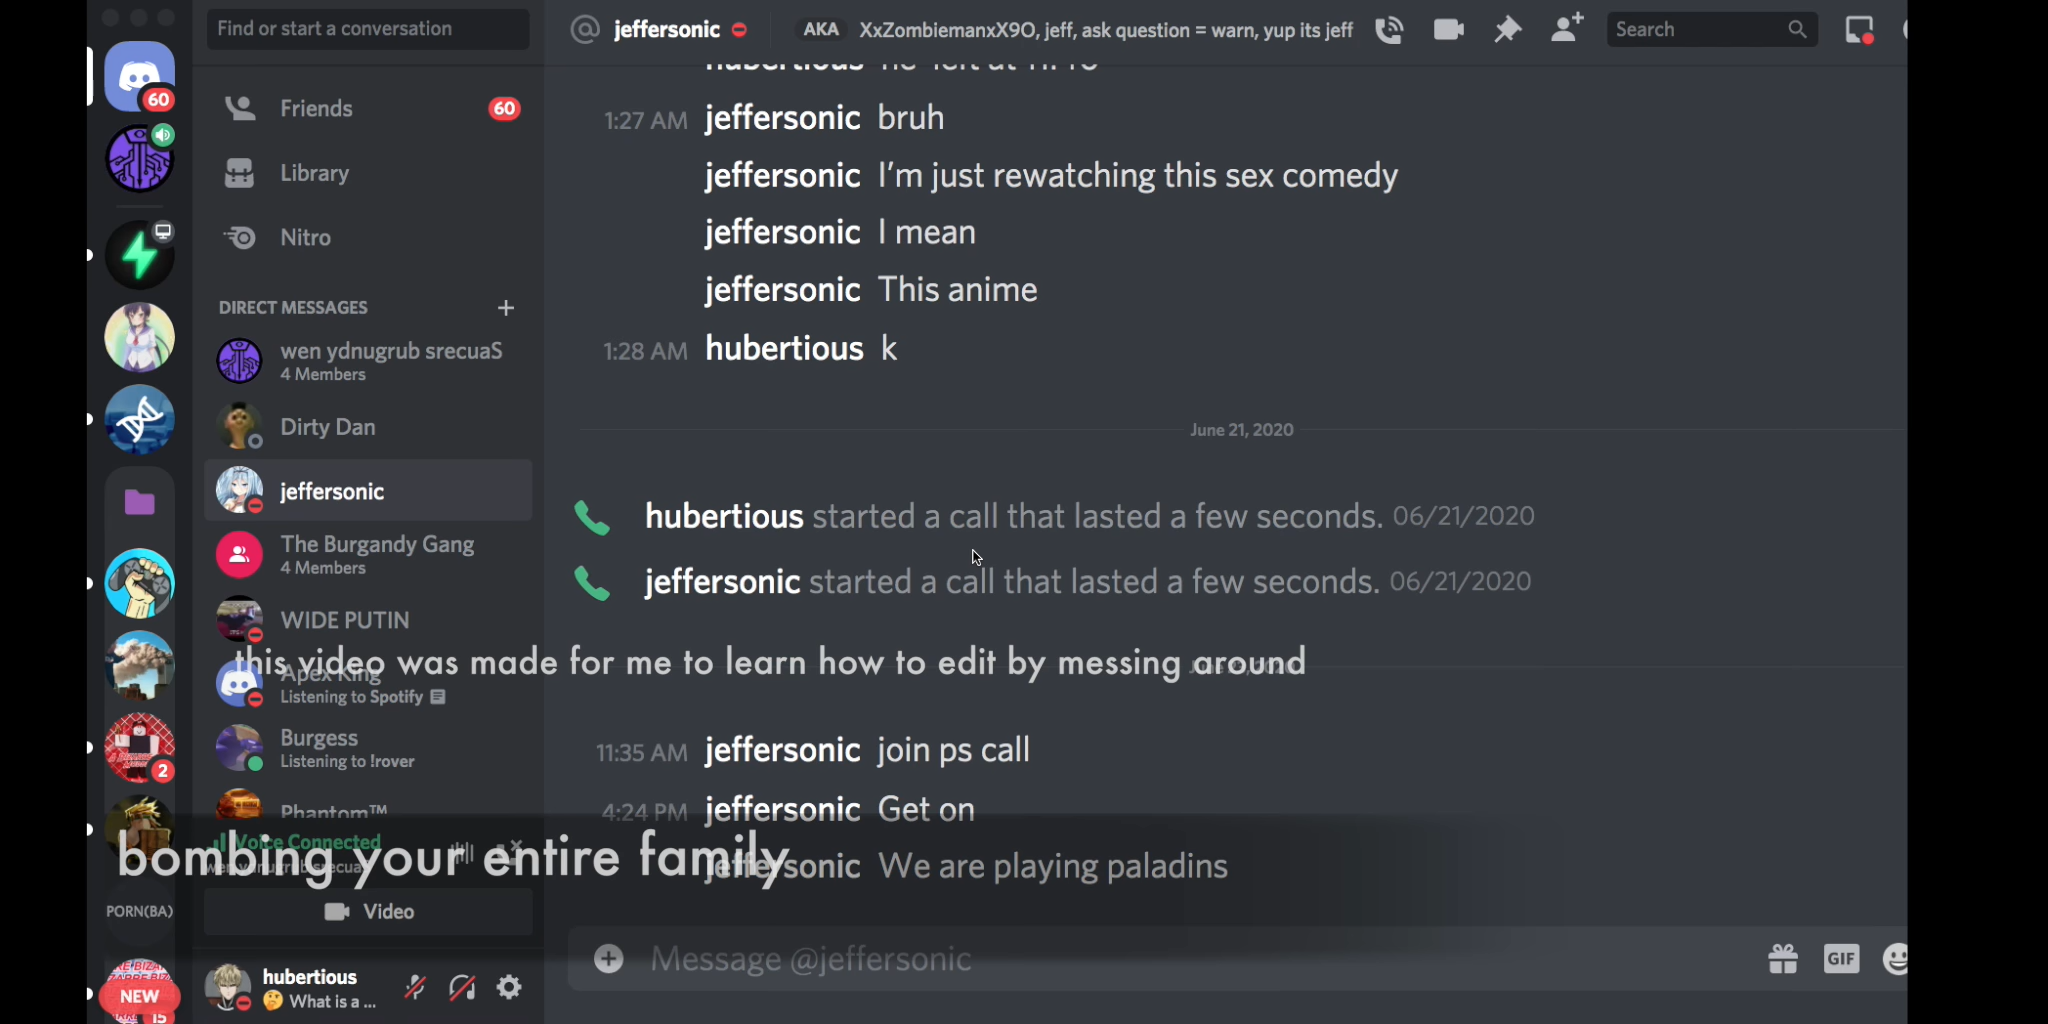 Find or start a conversation
60
Friends
60
Library
Nitro
DIRECT MESSAGES
wen ydnugrub srecuaS
4 Members
Dirty Dan
jeffersonic
The Burgandy Gang
4 Members
WIDE PUTIN
Apex King
Listening to Spotify
Burgess
Listening to !rover
2
Phantom™
Voice Connected
Video
PORN(BA)
NEW
15
hubertious
What is a ...
jeffersonic
AKA XxZombiemanxX90, jeff, ask question = warn, yup its jeff
Search
hubertious he left at 11:40
1:27 AM jeffersonic bruh
jeffersonic I'm just rewatching this sex comedy
jeffersonic I mean
jeffersonic This anime
1:28 AM hubertious k
June 21, 2020
hubertious started a call that lasted a few seconds. 06/21/2020
jeffersonic started a call that lasted a few seconds. 06/21/2020
this video was made for me to learn how to edit by messing around
11:35 AM jeffersonic join ps call
4:24 PM jeffersonic Get on
bombing your entire family
jeffersonic We are playing paladins
Message @jeffersonic
GIF